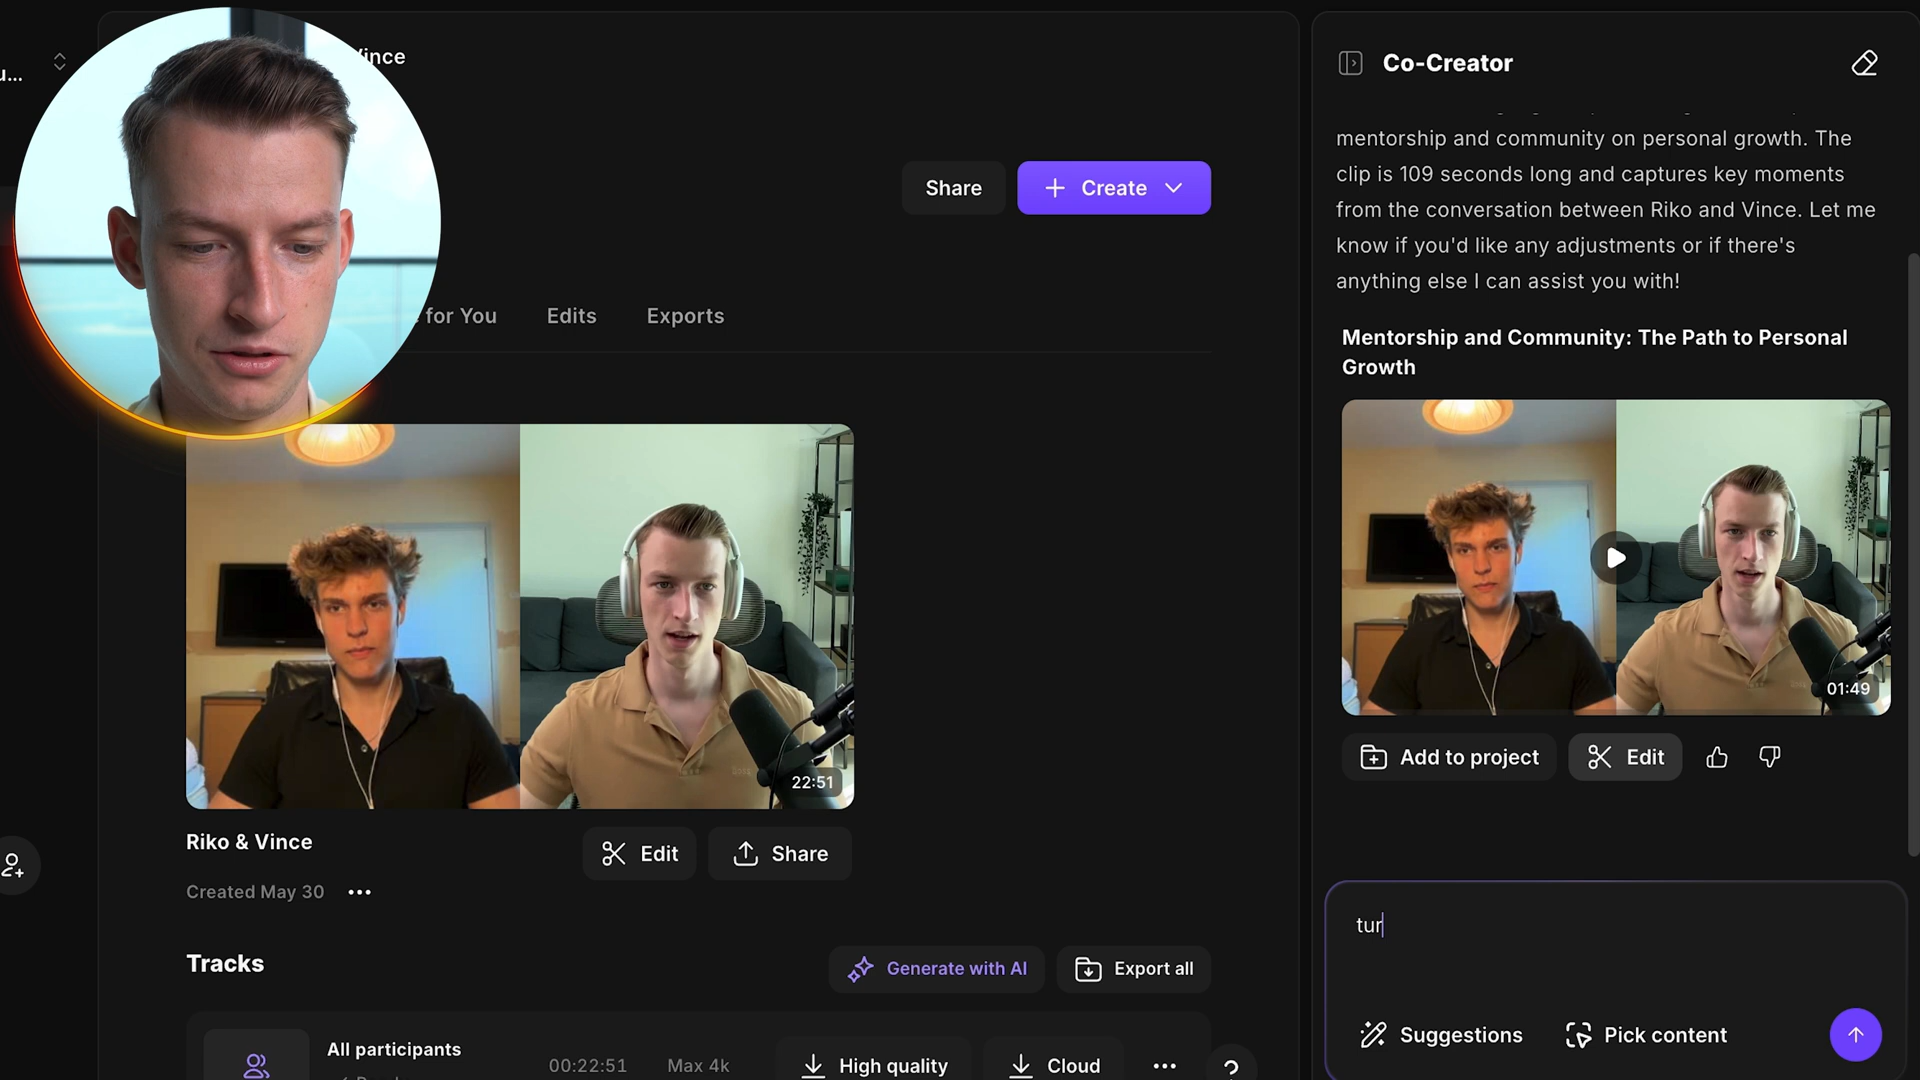 u...
Vince
Share
Create
for You
Edits
Exports
22:51
Riko & Vince
Edit
Share
Created May 30
Tracks
Generate with AI
Export all
All participants
00:22:51
Max 4k
High quality
Cloud
?
Co-Creator
mentorship and community on personal growth. The
clip is 109 seconds long and captures key moments
from the conversation between Riko and Vince. Let me
know if you'd like any adjustments or if there's
anything else I can assist you with!
Mentorship and Community: The Path to Personal
Growth
01:49
Add to project
Edit
tur
Suggestions
Pick content